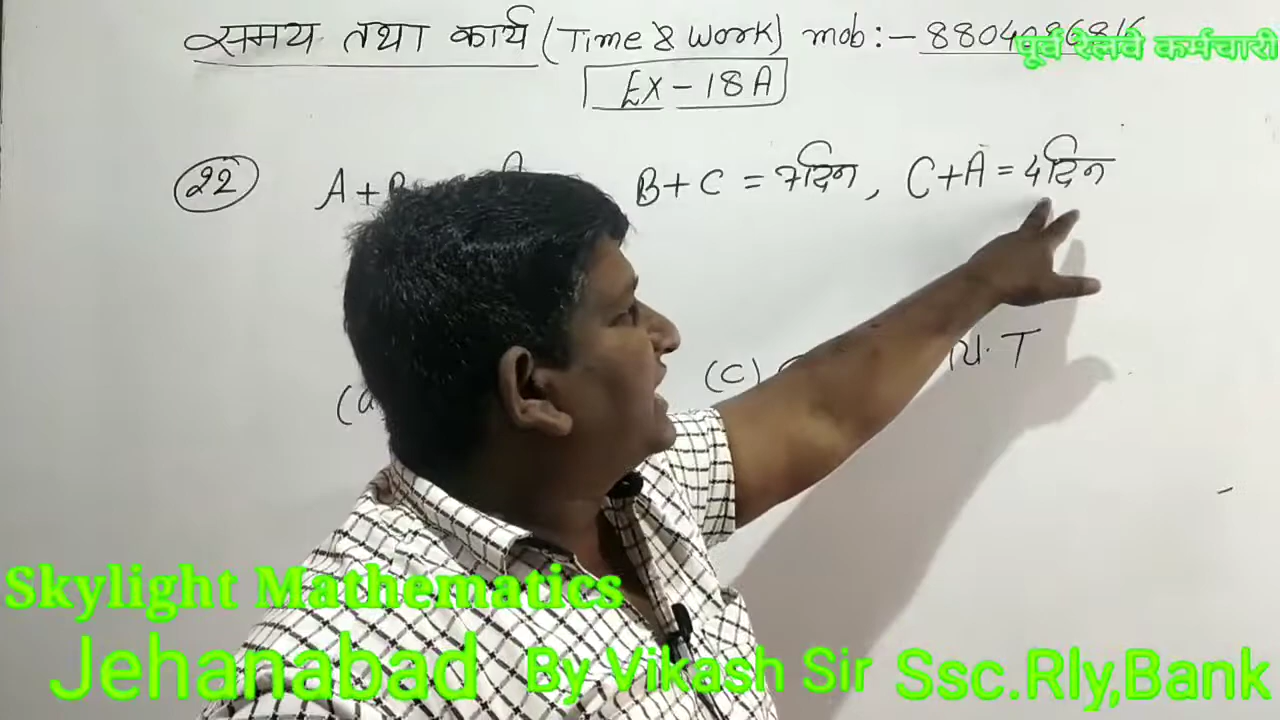 समय तथा कार्य (Time & Work) mob:- 8804086816
पूर्व रेलवे कर्मचारी
EX-18A
22 A+B B+C = 7दिन, C+A = 4दिन
(a (c) T
Skylight Mathematics
Jehanabad By Vikash Sir Ssc.Rly,Bank